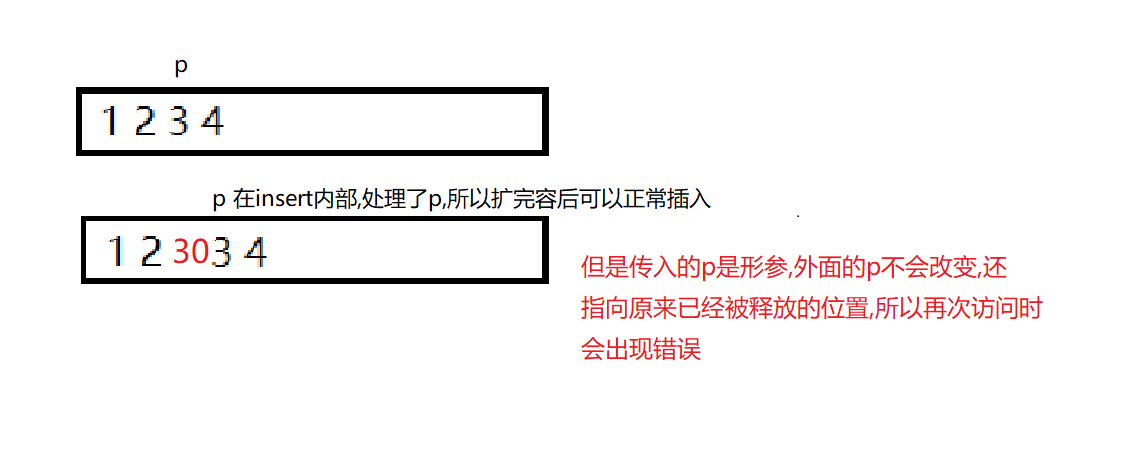 p
1 2 3 4
p 在insert内部,处理了p,所以扩完容后可以正常插入
1 2 30 3 4
但是传入的p是形参,外面的p不会改变,还
指向原来已经被释放的位置,所以再次访问时
会出现错误